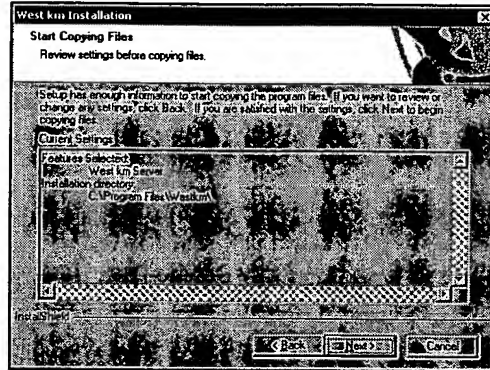 West km Installation
Start Copying Files
Review settings before copying files.
Setup has enough information to start copying the program files. If you want to review or
change any settings, click Back. If you are satisfied with the settings, click Next to begin
copying files.
Current Settings:
Features Selected:
West km Server
Installation directory:
C:\Program Files\Westkm\
InstallShield
< Back
Next >
Cancel